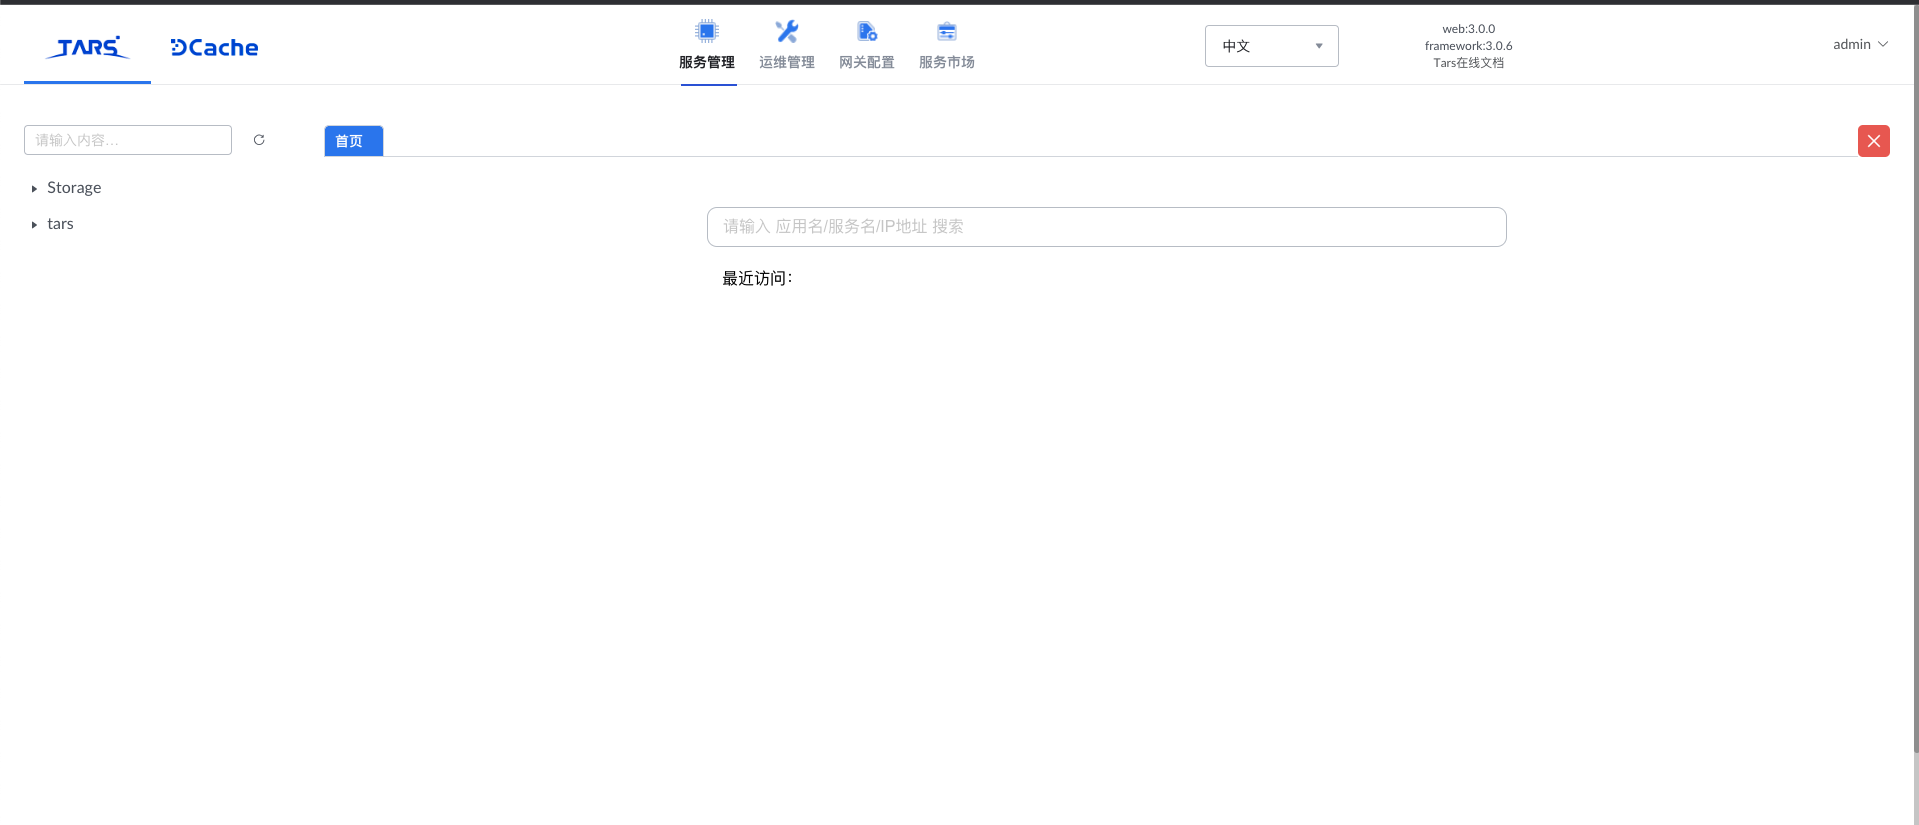 TARS
DCache
服务管理
运维管理
网关配置
服务市场
中文
web:3.0.0
framework:3.0.6
Tars在线文档
admin
请输入内容...
首页
Storage
tars
请输入 应用名/服务名/IP地址 搜索
最近访问：